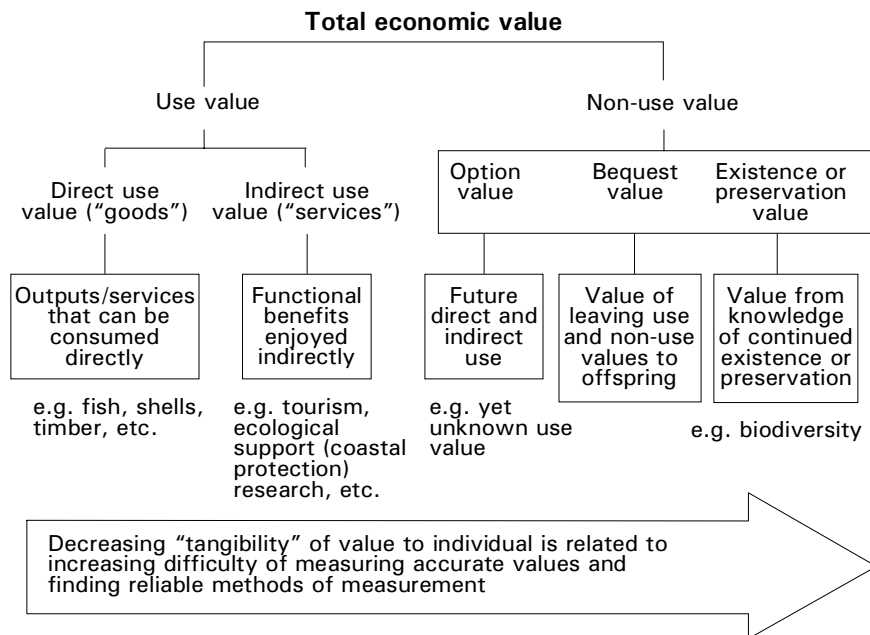 Total economic value
Use value
Non-use value
Direct use
value (“goods”)
Indirect use
value (“services”)
Option
value
Bequest
value
Existence or
preservation
value
Outputs/services
that can be
consumed
directly
Functional
benefits
enjoyed
indirectly
Future
direct and
indirect
use
Value of
leaving use
and non-use
values to
offspring
Value from
knowledge
of continued
existence or
preservation
e.g. fish, shells,
timber, etc.
e.g. tourism,
ecological
support (coastal
protection)
research, etc.
e.g. yet
unknown use
value
e.g. biodiversity
Decreasing “tangibility” of value to individual is related to
increasing difficulty of measuring accurate values and
finding reliable methods of measurement